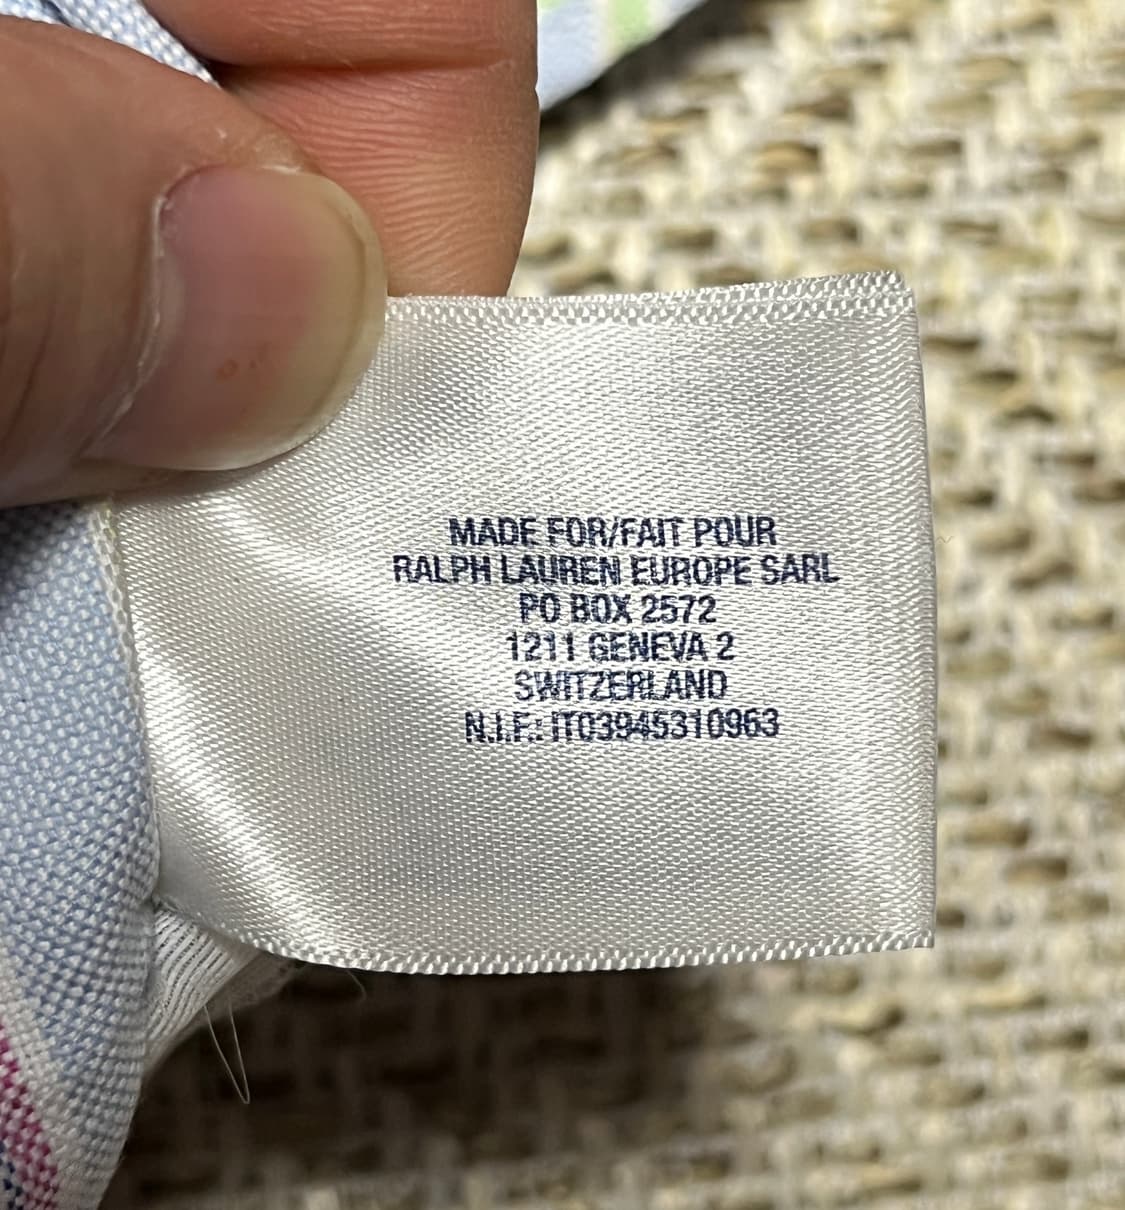 MADE FOR/FAIT POUR
RALPH LAUREN EUROPE SARL
PO BOX 2572
1211 GENEVA 2
SWITZERLAND
N.I.F.: IT03945310963